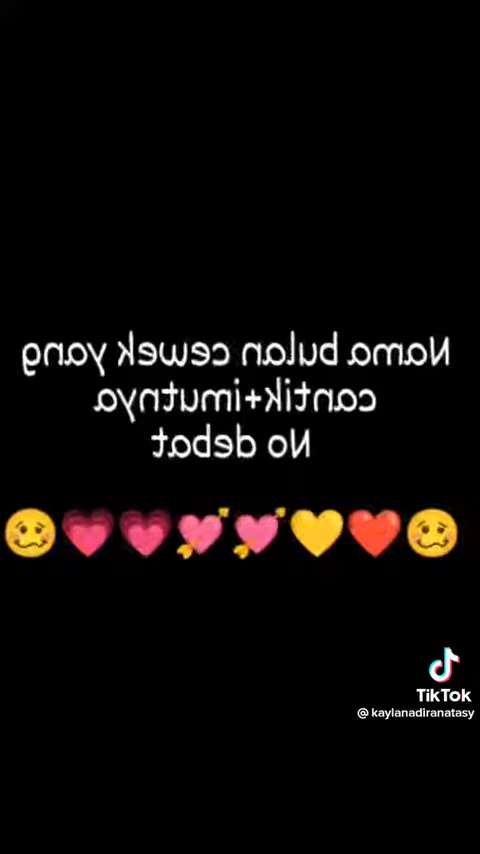 Nama bulan cewek yang
cantik+imutnya
No debat
🥴💗💗💘💘💛❤️🥴
TikTok
@kaylanadiranatasy